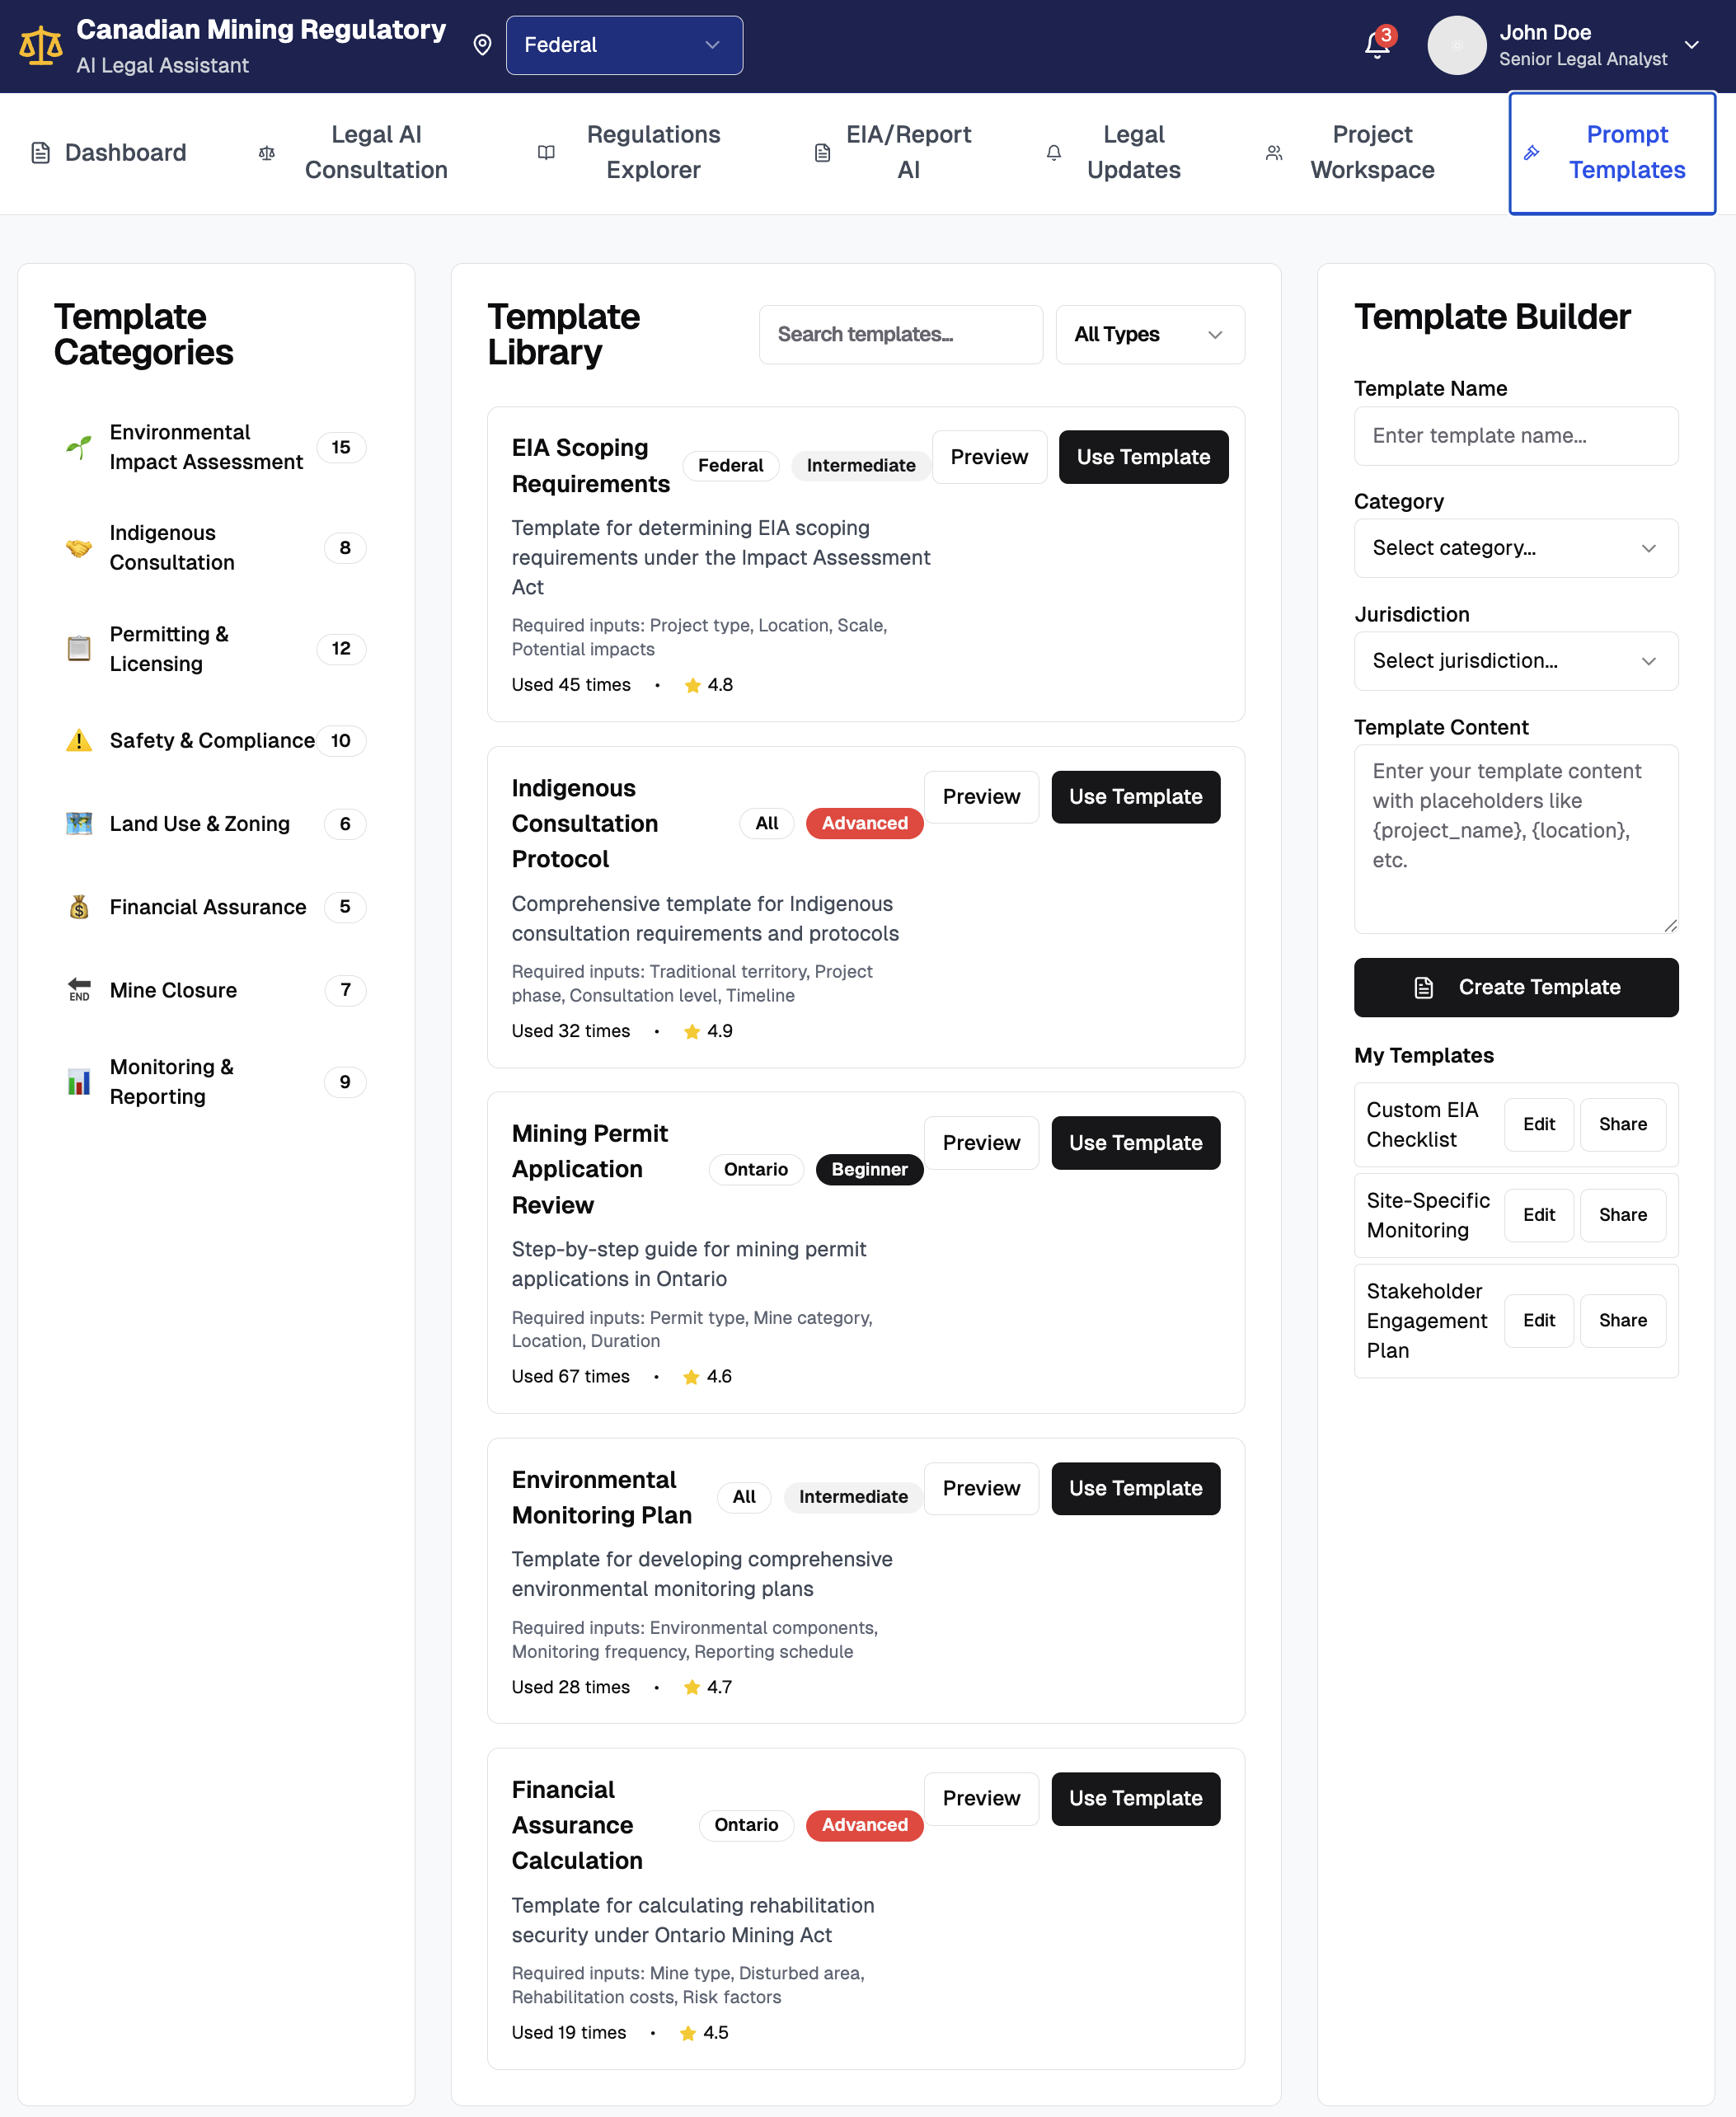 Canadian Mining Regulatory
AI Legal Assistant
Federal
3
John Doe
Senior Legal Analyst
Dashboard
Legal AI
Consultation
Regulations
Explorer
EIA/Report
AI
Legal
Updates
Project
Workspace
Prompt
Templates
Template
Categories
Environmental
Impact Assessment
15
Indigenous
Consultation
8
Permitting &
Licensing
12
Safety & Compliance
10
Land Use & Zoning
6
Financial Assurance
5
END
Mine Closure
7
Monitoring &
Reporting
9
Template
Library
Search templates...
All Types
EIA Scoping
Requirements
Federal
Intermediate
Preview
Use Template
Template for determining EIA scoping
requirements under the Impact Assessment
Act
Required inputs: Project type, Location, Scale,
Potential impacts
Used 45 times • 4.8
Indigenous
Consultation
Protocol
All
Advanced
Preview
Use Template
Comprehensive template for Indigenous
consultation requirements and protocols
Required inputs: Traditional territory, Project
phase, Consultation level, Timeline
Used 32 times • 4.9
Mining Permit
Application
Review
Ontario
Beginner
Preview
Use Template
Step-by-step guide for mining permit
applications in Ontario
Required inputs: Permit type, Mine category,
Location, Duration
Used 67 times • 4.6
Environmental
Monitoring Plan
All
Intermediate
Preview
Use Template
Template for developing comprehensive
environmental monitoring plans
Required inputs: Environmental components,
Monitoring frequency, Reporting schedule
Used 28 times • 4.7
Financial
Assurance
Calculation
Ontario
Advanced
Preview
Use Template
Template for calculating rehabilitation
security under Ontario Mining Act
Required inputs: Mine type, Disturbed area,
Rehabilitation costs, Risk factors
Used 19 times • 4.5
Template Builder
Template Name
Enter template name...
Category
Select category...
Jurisdiction
Select jurisdiction...
Template Content
Enter your template content
with placeholders like
{project_name}, {location},
etc.
Create Template
My Templates
Custom EIA
Checklist
Edit
Share
Site-Specific
Monitoring
Edit
Share
Stakeholder
Engagement
Plan
Edit
Share